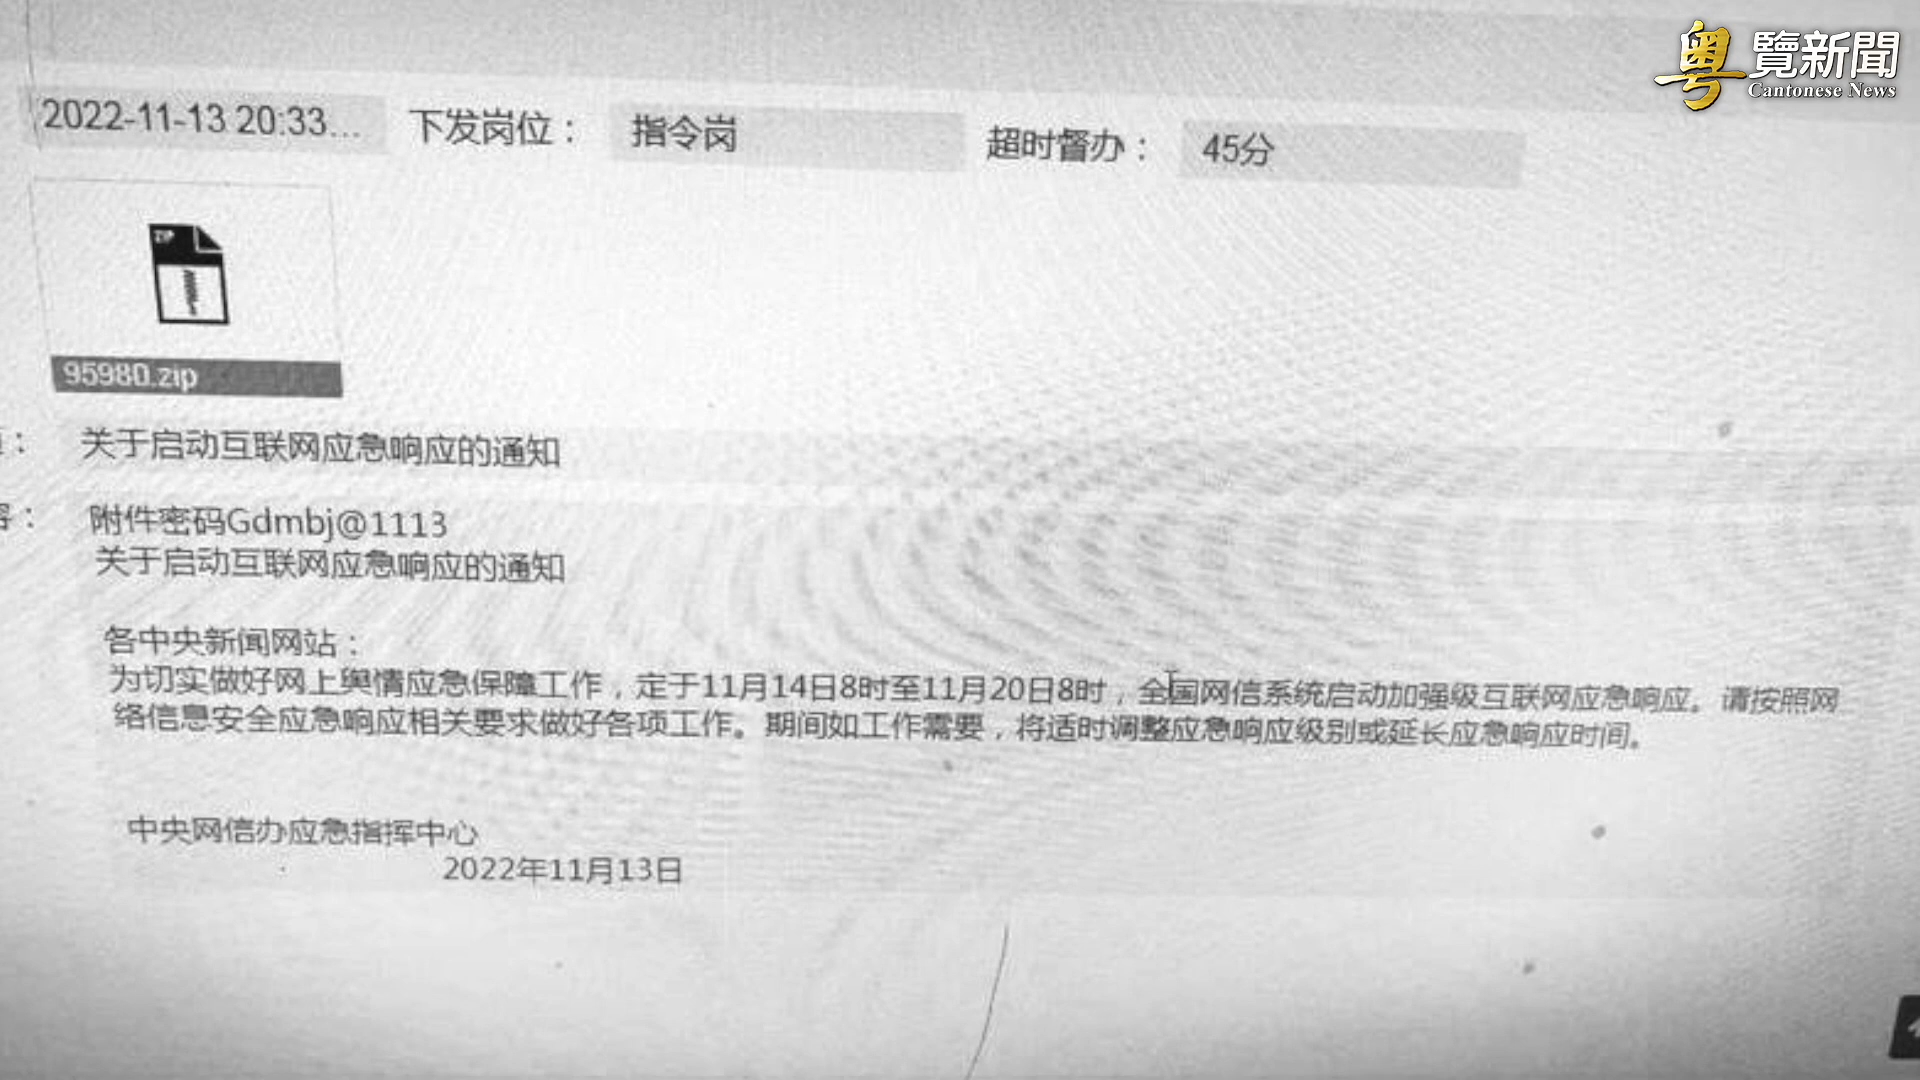 粤覽新聞
Cantonese News
2022-11-13 20:33... 下发岗位： 指令岗 超时督办： 45分
ZIP
95980.zip
关于启动互联网应急响应的通知
附件密码Gdmbj@1113
关于启动互联网应急响应的通知
各中央新闻网站：
为切实做好网上舆情应急保障工作，定于11月14日8时至11月20日8时，全国网信系统启动加强级互联网应急响应。请按照网
络信息安全应急响应相关要求做好各项工作。期间如工作需要，将适时调整应急响应级别或延长应急响应时间。
中央网信办应急指挥中心
2022年11月13日